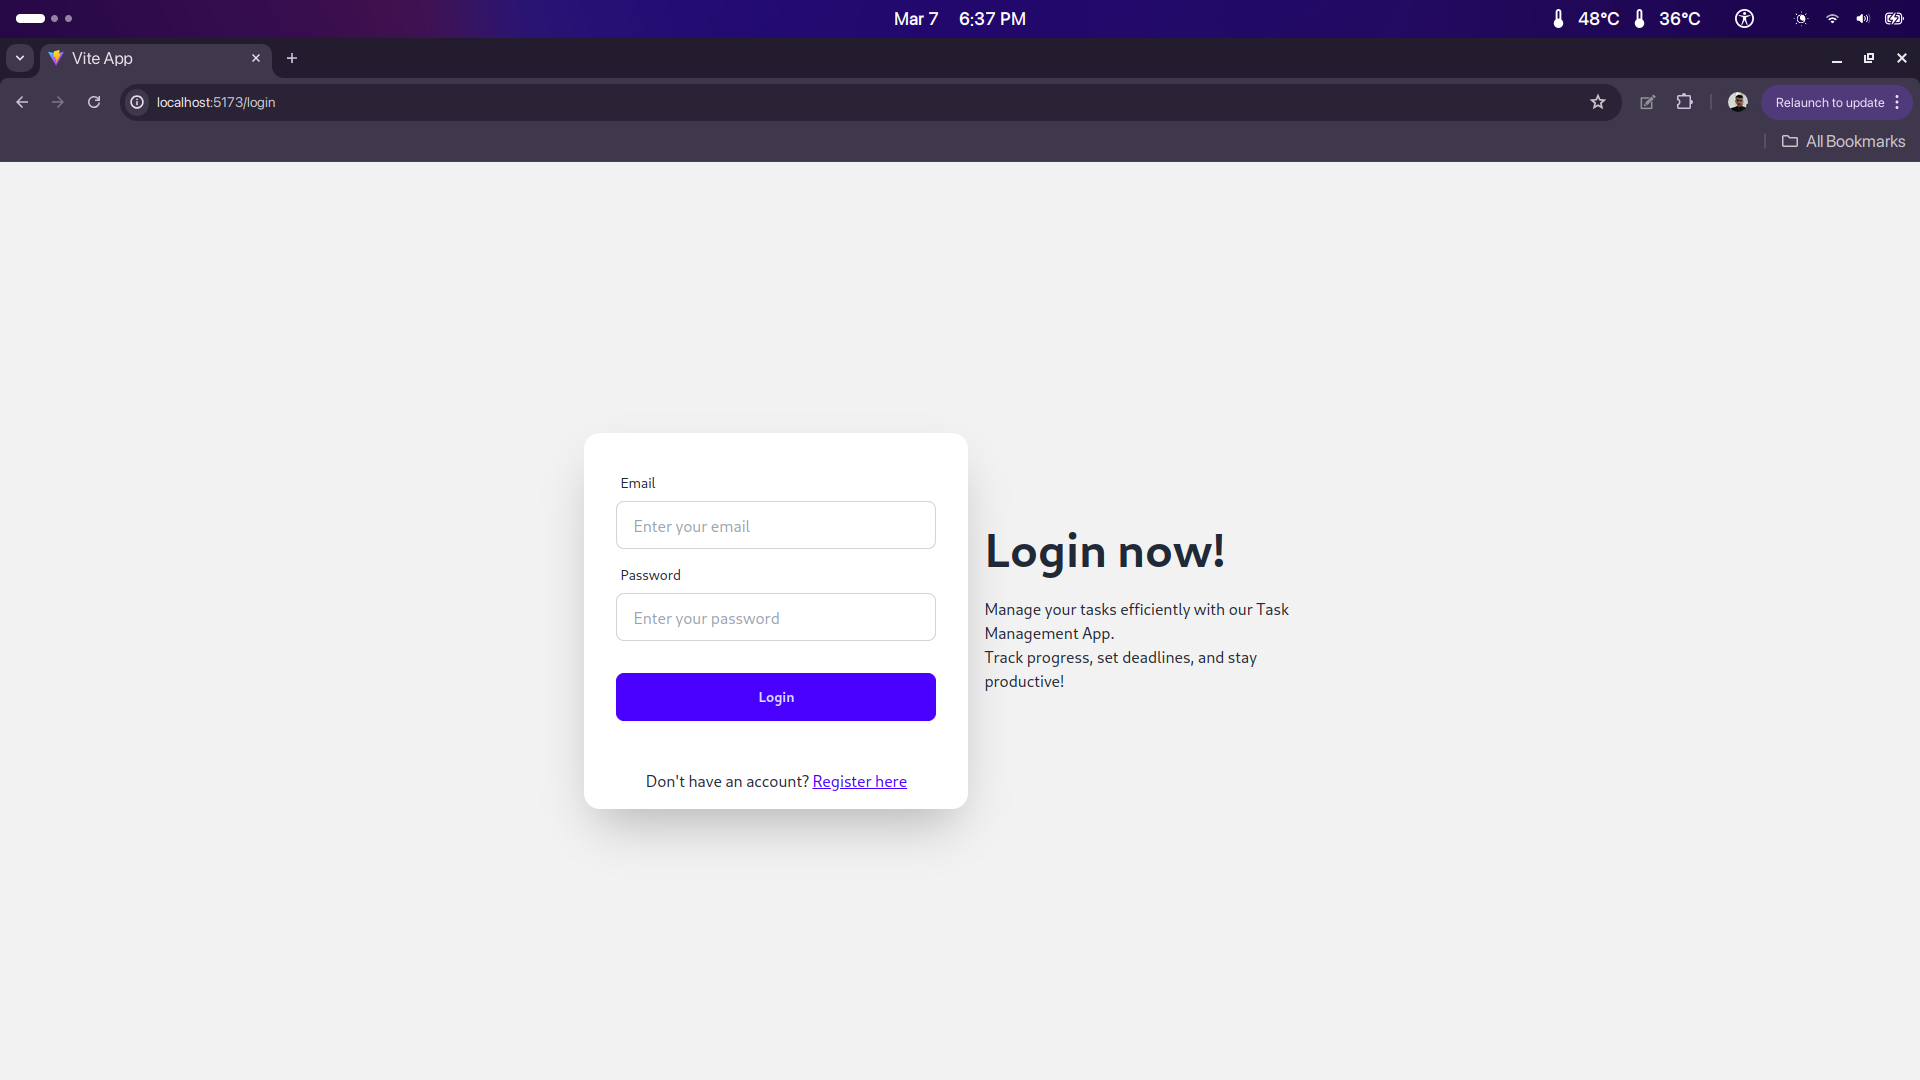 Mar 7 6:37 PM 48°C 36°C
Vite App
localhost:5173/login Relaunch to update
All Bookmarks
Email
Enter your email
Password
Enter your password
Login
Don't have an account? Register here
Login now!
Manage your tasks efficiently with our Task
Management App.
Track progress, set deadlines, and stay
productive!